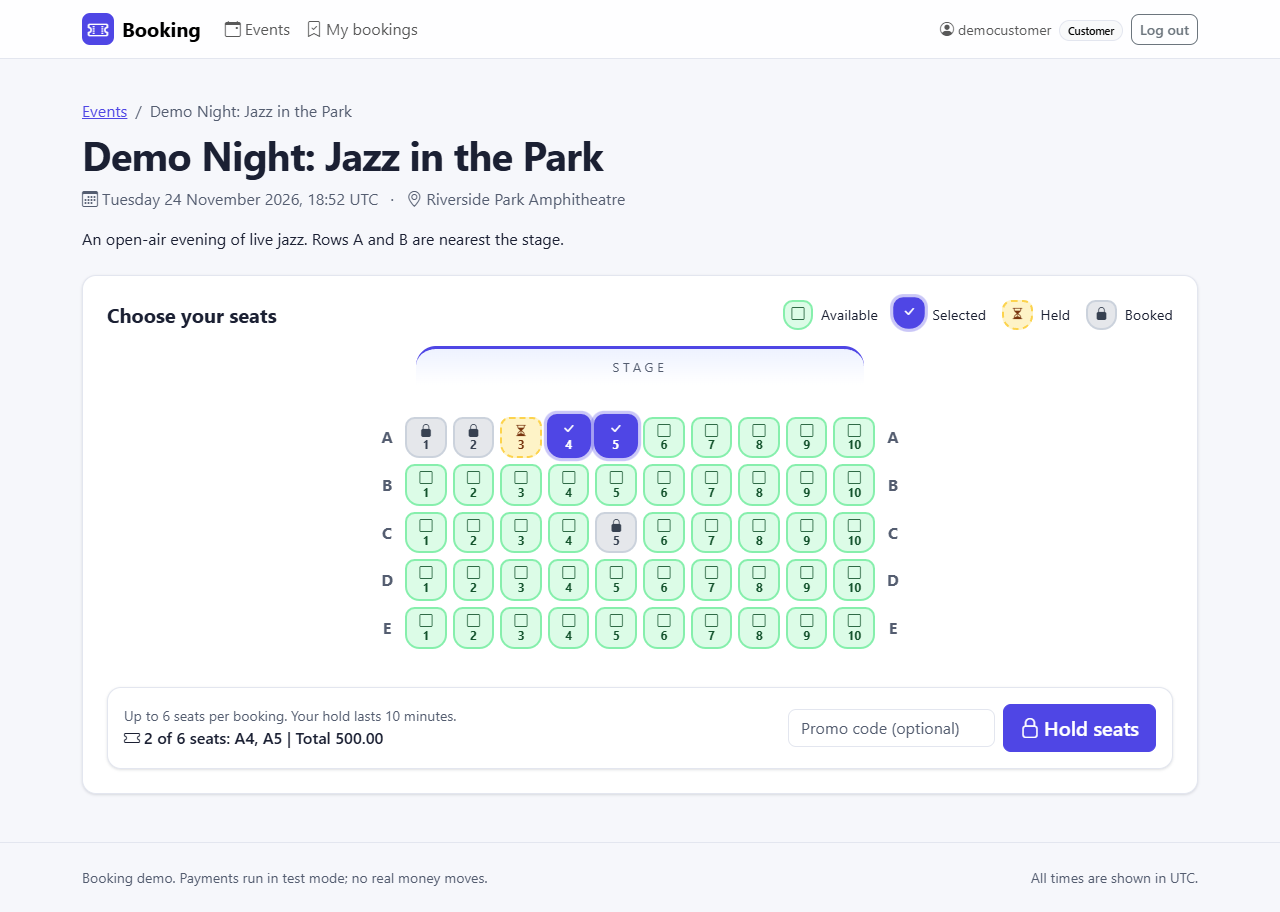 Booking Events My bookings democustomer Customer Log out
Events / Demo Night: Jazz in the Park
Demo Night: Jazz in the Park
Tuesday 24 November 2026, 18:52 UTC · Riverside Park Amphitheatre
An open-air evening of live jazz. Rows A and B are nearest the stage.
Choose your seats Available Selected Held Booked
STAGE
A 1 2 3 4 5 6 7 8 9 10 A
B 1 2 3 4 5 6 7 8 9 10 B
C 1 2 3 4 5 6 7 8 9 10 C
D 1 2 3 4 5 6 7 8 9 10 D
E 1 2 3 4 5 6 7 8 9 10 E
Up to 6 seats per booking. Your hold lasts 10 minutes.
2 of 6 seats: A4, A5 | Total 500.00
Promo code (optional) Hold seats
Booking demo. Payments run in test mode; no real money moves. All times are shown in UTC.